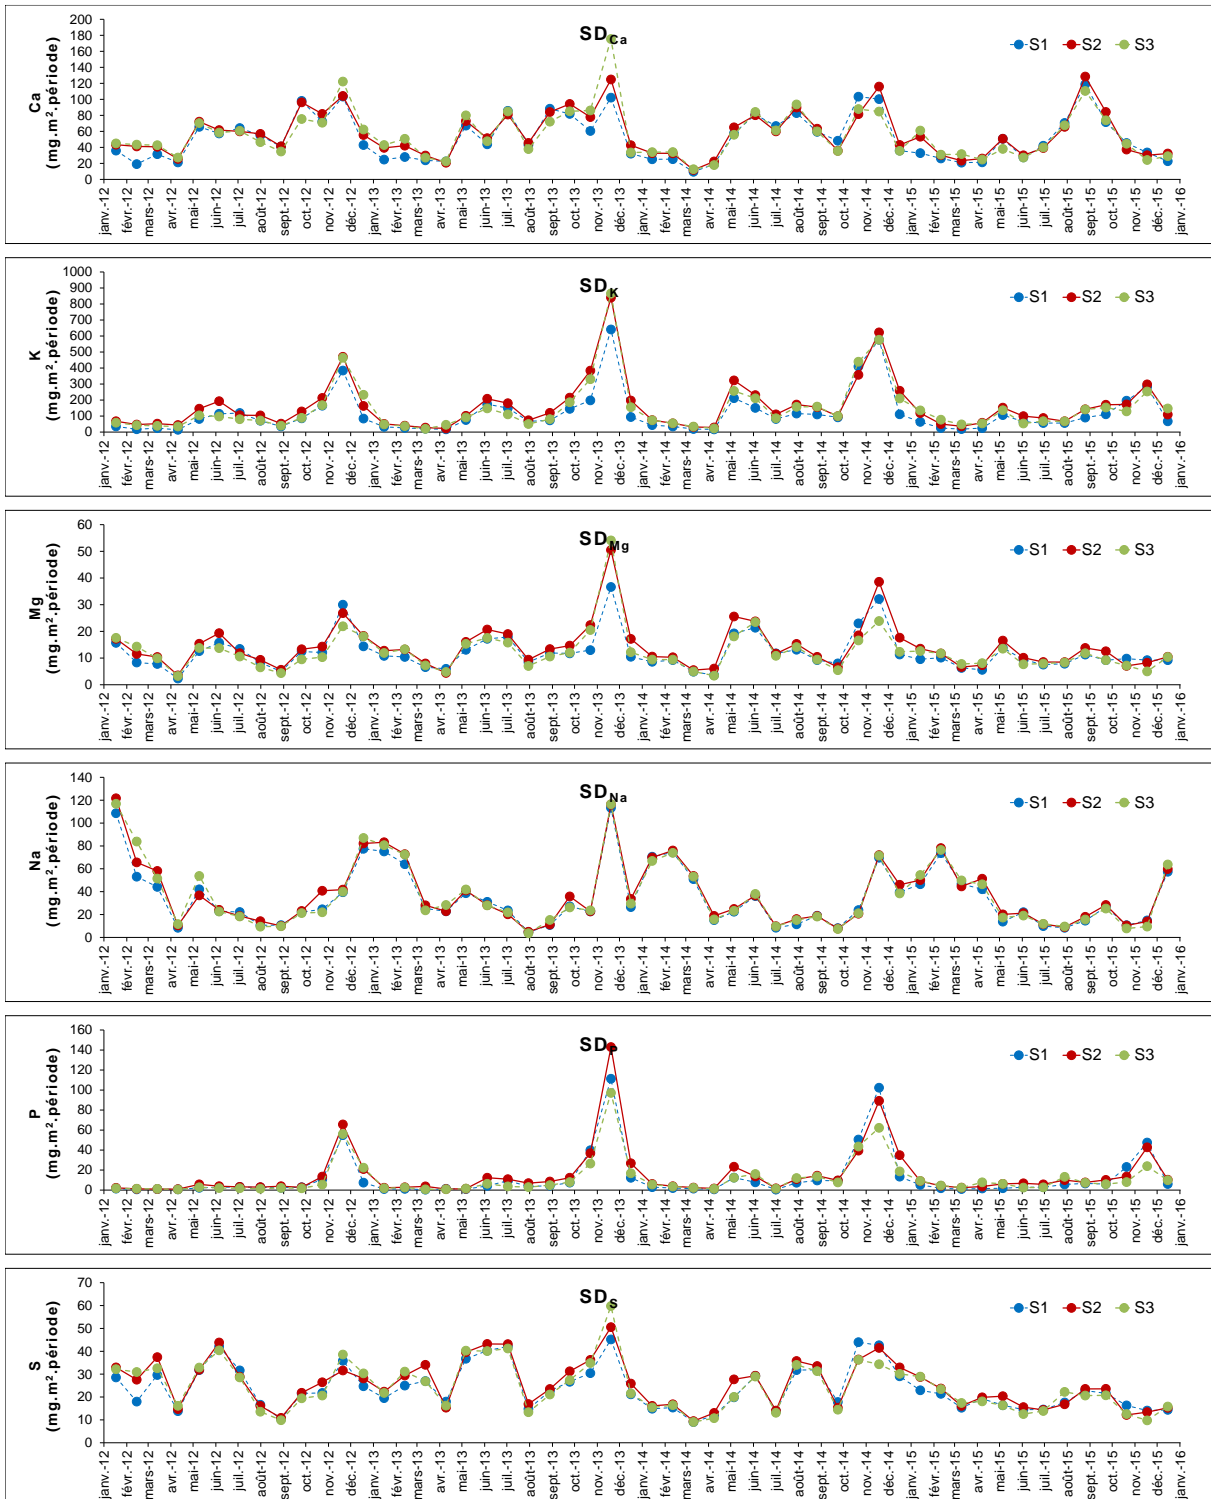 SD Ca
S1 S2 S3
Ca
(mg.m².période)
200
180
160
140
120
100
80
60
40
20
0
janv.-12 févr.-12 mars-12 avr.-12 mai-12 juin-12 juil.-12 août-12 sept.-12 oct.-12 nov.-12 déc.-12 janv.-13 févr.-13 mars-13 avr.-13 mai-13 juin-13 juil.-13 août-13 sept.-13 oct.-13 nov.-13 déc.-13 janv.-14 févr.-14 mars-14 avr.-14 mai-14 juin-14 juil.-14 août-14 sept.-14 oct.-14 nov.-14 déc.-14 janv.-15 févr.-15 mars-15 avr.-15 mai-15 juin-15 juil.-15 août-15 sept.-15 oct.-15 nov.-15 déc.-15 janv.-16
SD K
S1 S2 S3
K
(mg.m².période)
1000
900
800
700
600
500
400
300
200
100
0
janv.-12 févr.-12 mars-12 avr.-12 mai-12 juin-12 juil.-12 août-12 sept.-12 oct.-12 nov.-12 déc.-12 janv.-13 févr.-13 mars-13 avr.-13 mai-13 juin-13 juil.-13 août-13 sept.-13 oct.-13 nov.-13 déc.-13 janv.-14 févr.-14 mars-14 avr.-14 mai-14 juin-14 juil.-14 août-14 sept.-14 oct.-14 nov.-14 déc.-14 janv.-15 févr.-15 mars-15 avr.-15 mai-15 juin-15 juil.-15 août-15 sept.-15 oct.-15 nov.-15 déc.-15 janv.-16
SD Mg
S1 S2 S3
Mg
(mg.m².période)
60
50
40
30
20
10
0
janv.-12 févr.-12 mars-12 avr.-12 mai-12 juin-12 juil.-12 août-12 sept.-12 oct.-12 nov.-12 déc.-12 janv.-13 févr.-13 mars-13 avr.-13 mai-13 juin-13 juil.-13 août-13 sept.-13 oct.-13 nov.-13 déc.-13 janv.-14 févr.-14 mars-14 avr.-14 mai-14 juin-14 juil.-14 août-14 sept.-14 oct.-14 nov.-14 déc.-14 janv.-15 févr.-15 mars-15 avr.-15 mai-15 juin-15 juil.-15 août-15 sept.-15 oct.-15 nov.-15 déc.-15 janv.-16
SD Na
S1 S2 S3
Na
(mg.m².période)
140
120
100
80
60
40
20
0
janv.-12 févr.-12 mars-12 avr.-12 mai-12 juin-12 juil.-12 août-12 sept.-12 oct.-12 nov.-12 déc.-12 janv.-13 févr.-13 mars-13 avr.-13 mai-13 juin-13 juil.-13 août-13 sept.-13 oct.-13 nov.-13 déc.-13 janv.-14 févr.-14 mars-14 avr.-14 mai-14 juin-14 juil.-14 août-14 sept.-14 oct.-14 nov.-14 déc.-14 janv.-15 févr.-15 mars-15 avr.-15 mai-15 juin-15 juil.-15 août-15 sept.-15 oct.-15 nov.-15 déc.-15 janv.-16
SD P
S1 S2 S3
P
(mg.m².période)
160
140
120
100
80
60
40
20
0
janv.-12 févr.-12 mars-12 avr.-12 mai-12 juin-12 juil.-12 août-12 sept.-12 oct.-12 nov.-12 déc.-12 janv.-13 févr.-13 mars-13 avr.-13 mai-13 juin-13 juil.-13 août-13 sept.-13 oct.-13 nov.-13 déc.-13 janv.-14 févr.-14 mars-14 avr.-14 mai-14 juin-14 juil.-14 août-14 sept.-14 oct.-14 nov.-14 déc.-14 janv.-15 févr.-15 mars-15 avr.-15 mai-15 juin-15 juil.-15 août-15 sept.-15 oct.-15 nov.-15 déc.-15 janv.-16
SD S
S1 S2 S3
S
(mg.m².période)
70
60
50
40
30
20
10
0
janv.-12 févr.-12 mars-12 avr.-12 mai-12 juin-12 juil.-12 août-12 sept.-12 oct.-12 nov.-12 déc.-12 janv.-13 févr.-13 mars-13 avr.-13 mai-13 juin-13 juil.-13 août-13 sept.-13 oct.-13 nov.-13 déc.-13 janv.-14 févr.-14 mars-14 avr.-14 mai-14 juin-14 juil.-14 août-14 sept.-14 oct.-14 nov.-14 déc.-14 janv.-15 févr.-15 mars-15 avr.-15 mai-15 juin-15 juil.-15 août-15 sept.-15 oct.-15 nov.-15 déc.-15 janv.-16